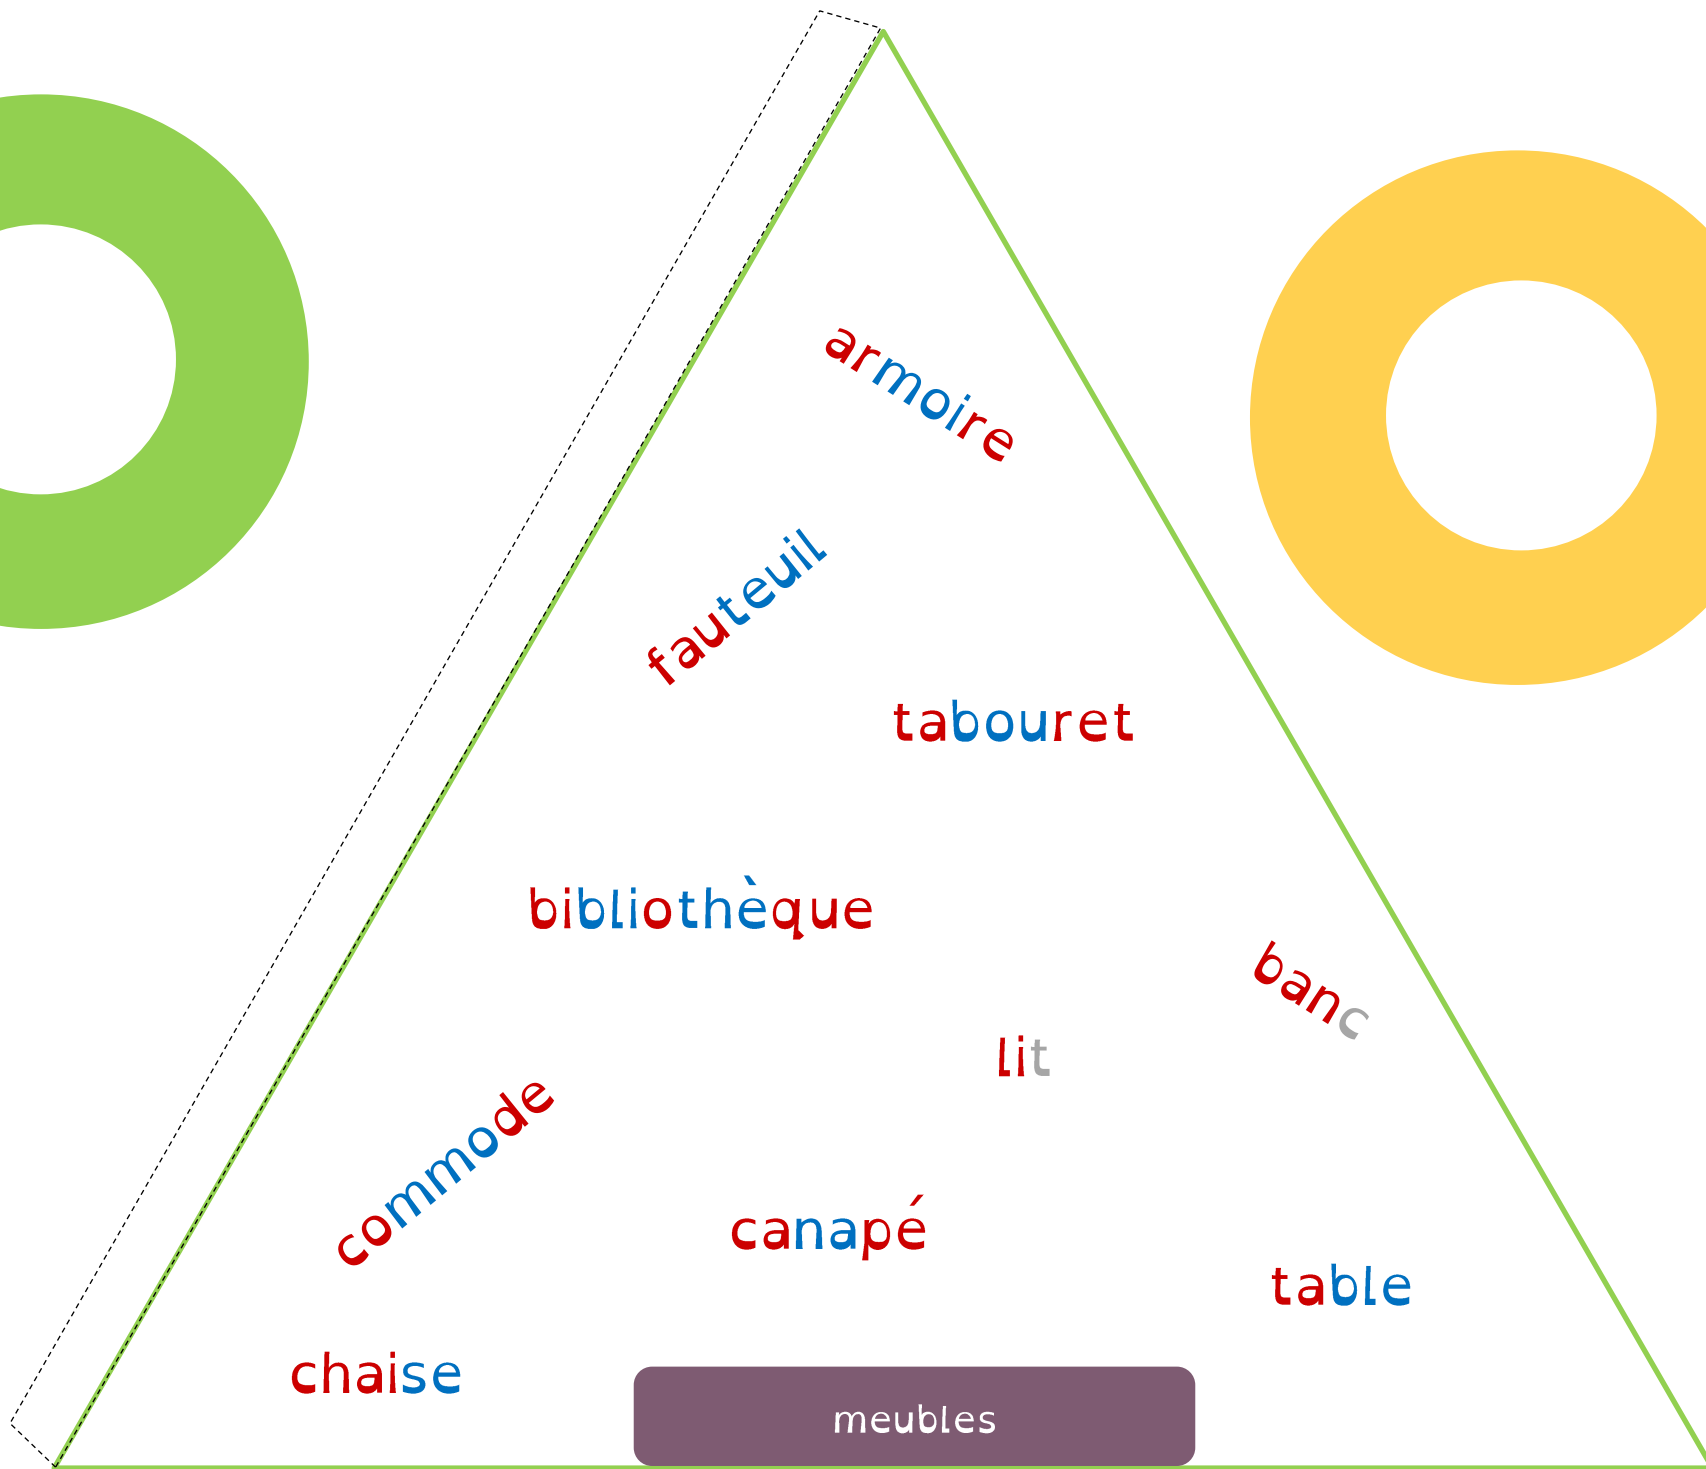 armoire
fauteuil
tabouret
bibliothèque
banc
lit
commode
canapé
table
chaise
meubles